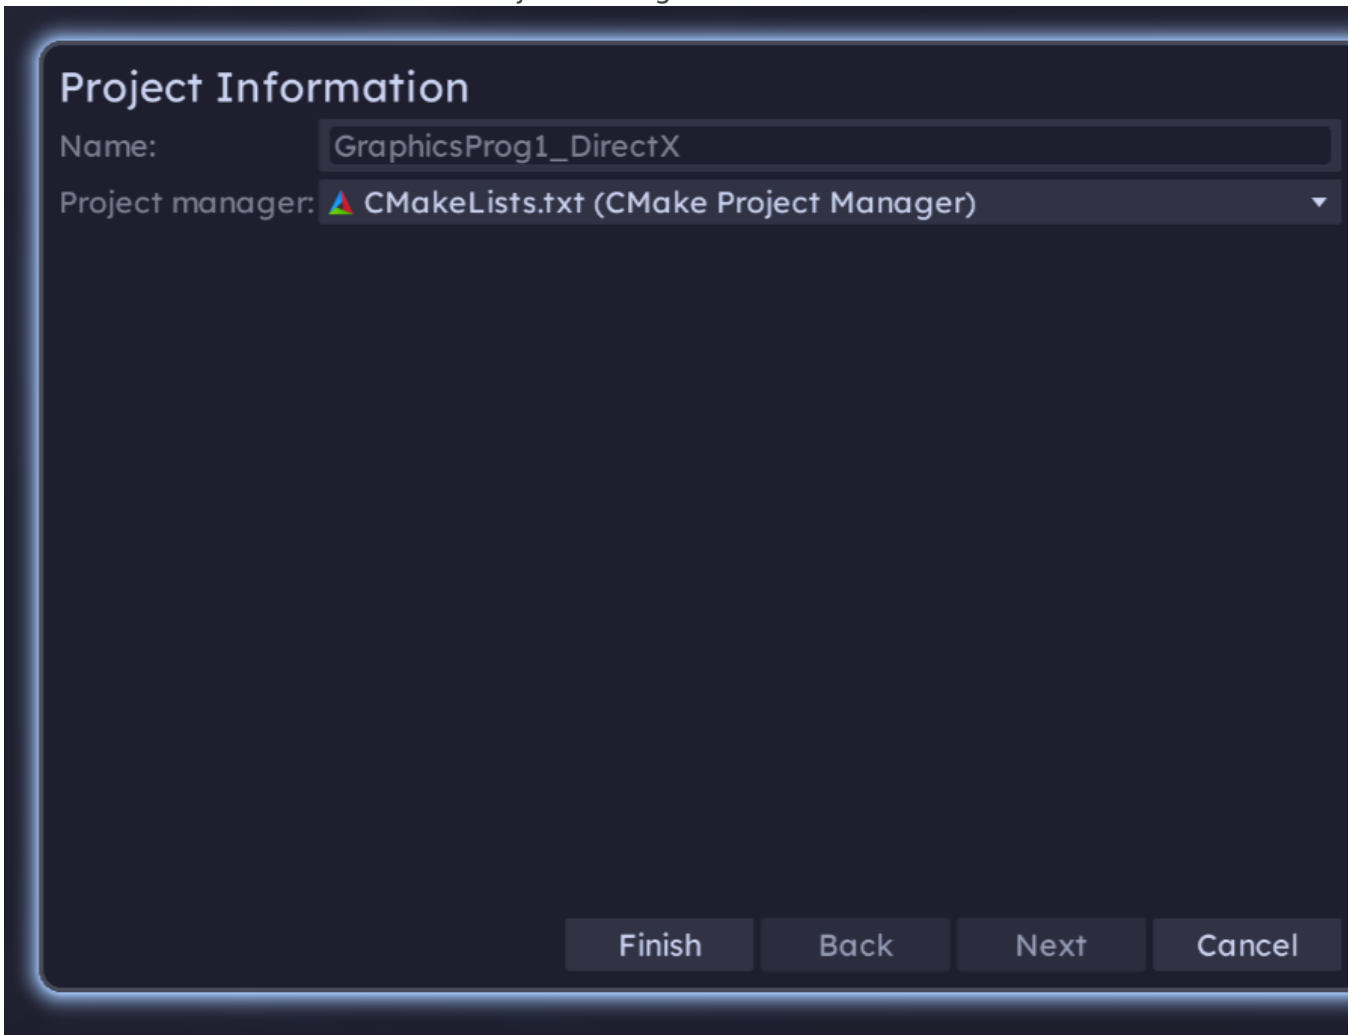 Project Information
Name: GraphicsProg1_DirectX
Project manager: CMakeLists.txt (CMake Project Manager)
Finish Back Next Cancel